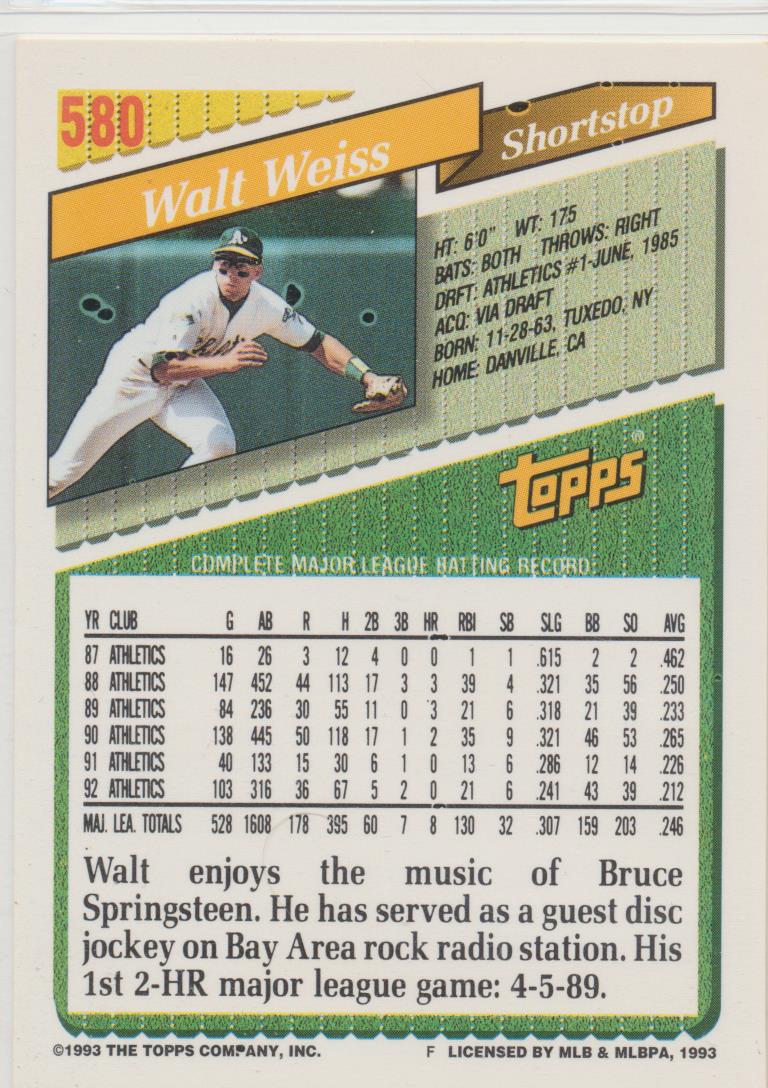 580
Walt Weiss
Shortstop
HT: 6'0" WT: 175
BATS: BOTH THROWS: RIGHT
DRFT: ATHLETICS #1-JUNE, 1985
ACQ: VIA DRAFT
BORN: 11-28-63, TUXEDO, NY
HOME: DANVILLE, CA
A's
Topps®
COMPLETE MAJOR LEAGUE BATTING RECORD
YR CLUB G AB R H 2B 3B HR RBI SB SLG BB SO AVG
87 ATHLETICS 16 26 3 12 4 0 0 1 1 .615 2 2 .462
88 ATHLETICS 147 452 44 113 17 3 3 39 4 .321 35 56 .250
89 ATHLETICS 84 236 30 55 11 0 3 21 6 .318 21 39 .233
90 ATHLETICS 138 445 50 118 17 1 2 35 9 .321 46 53 .265
91 ATHLETICS 40 133 15 30 6 1 0 13 6 .286 12 14 .226
92 ATHLETICS 103 316 36 67 5 2 0 21 6 .241 43 39 .212
MAJ. LEA. TOTALS 528 1608 178 395 60 7 8 130 32 .307 159 203 .246
Walt enjoys the music of Bruce
Springsteen. He has served as a guest disc
jockey on Bay Area rock radio station. His
1st 2-HR major league game: 4-5-89.
©1993 THE TOPPS COMPANY, INC. F LICENSED BY MLB & MLBPA, 1993